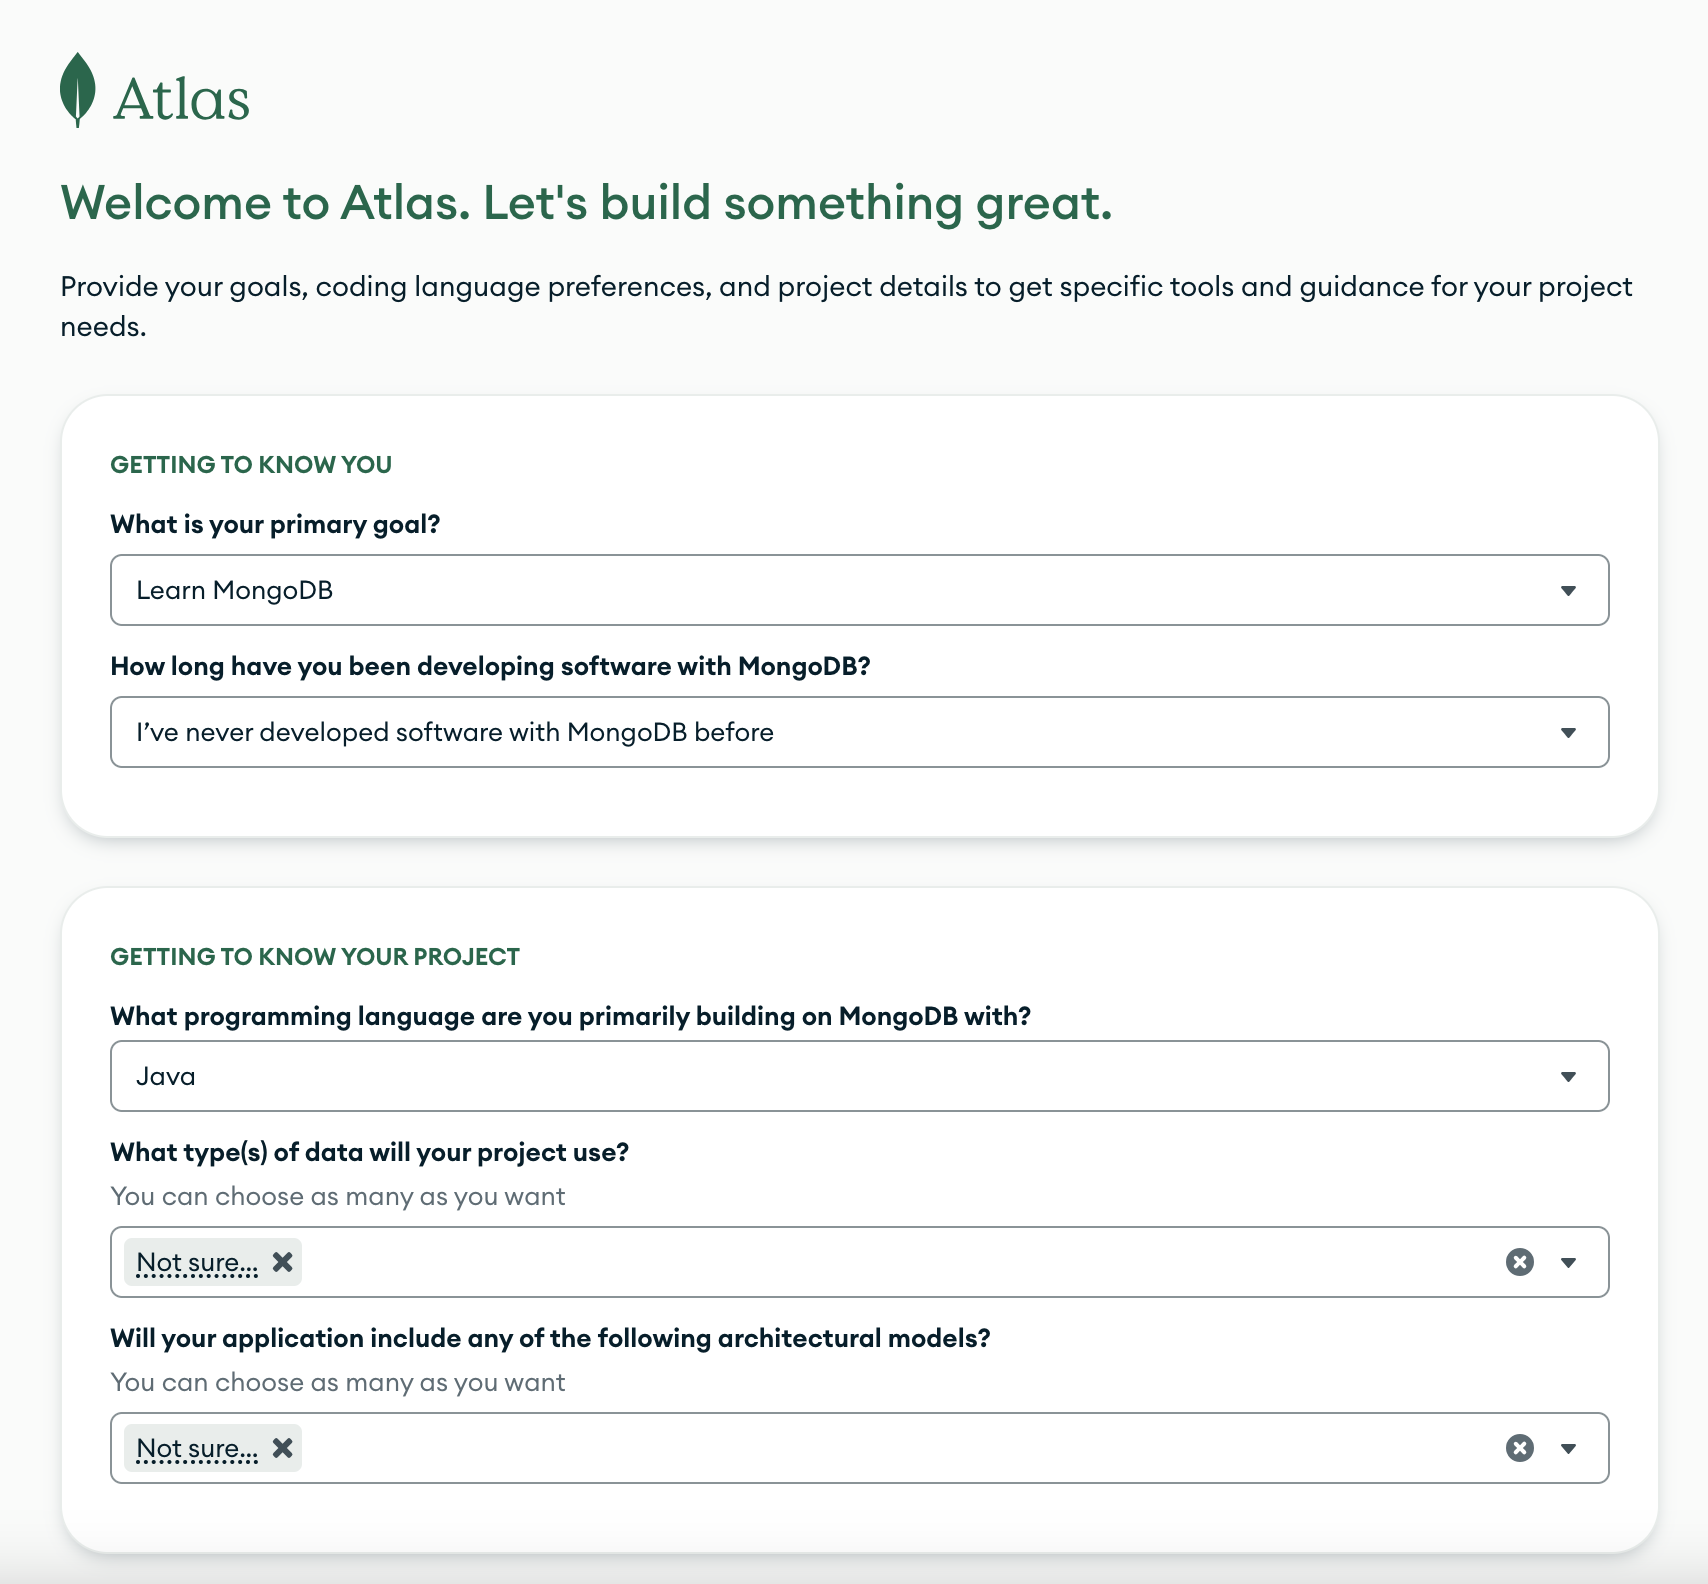 Atlas
Welcome to Atlas. Let's build something great.
Provide your goals, coding language preferences, and project details to get specific tools and guidance for your project
needs.
GETTING TO KNOW YOU
What is your primary goal?
Learn MongoDB
How long have you been developing software with MongoDB?
I’ve never developed software with MongoDB before
GETTING TO KNOW YOUR PROJECT
What programming language are you primarily building on MongoDB with?
Java
What type(s) of data will your project use?
You can choose as many as you want
Not sure...
Will your application include any of the following architectural models?
You can choose as many as you want
Not sure...